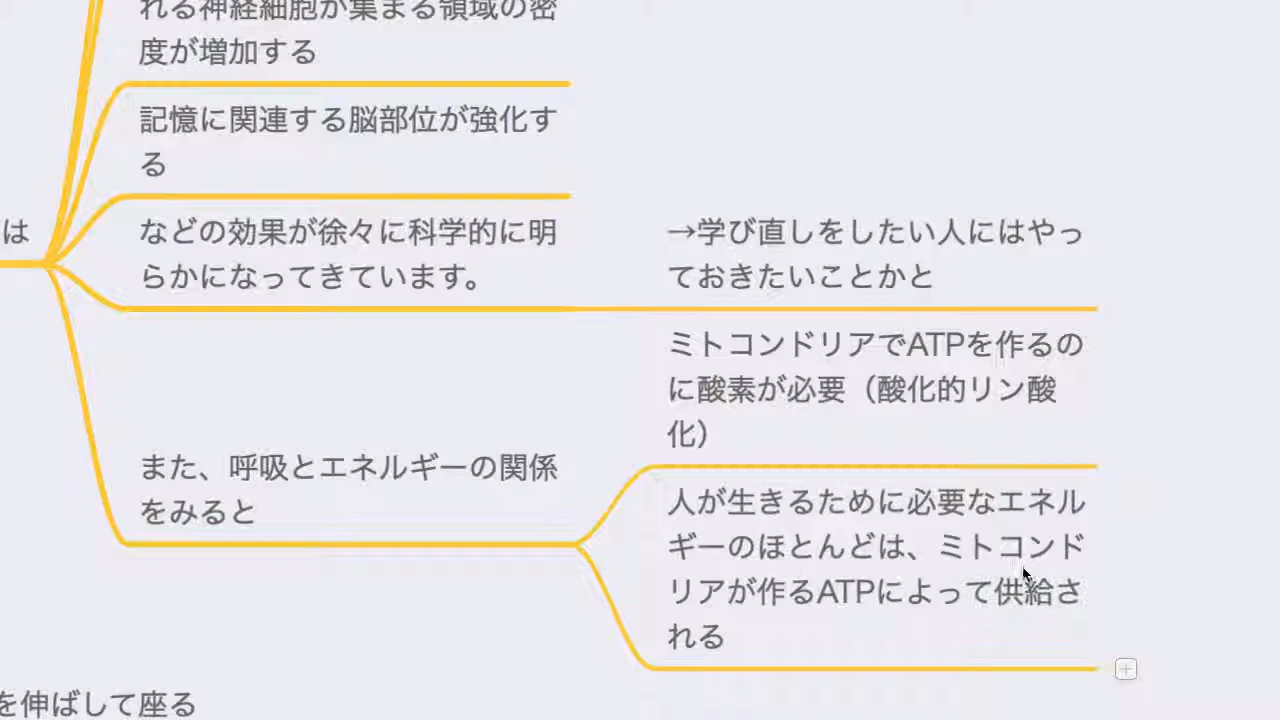 れる神経細胞が集まる領域の密
度が増加する
記憶に関連する脳部位が強化す
る
は
などの効果が徐々に科学的に明
らかになってきています。
→学び直しをしたい人にはやっ
ておきたいことかと
ミトコンドリアでATPを作るの
に酸素が必要（酸化的リン酸
化）
また、呼吸とエネルギーの関係
をみると
人が生きるために必要なエネル
ギーのほとんどは、ミトコンド
リアが作るATPによって供給さ
れる
を伸ばして座る